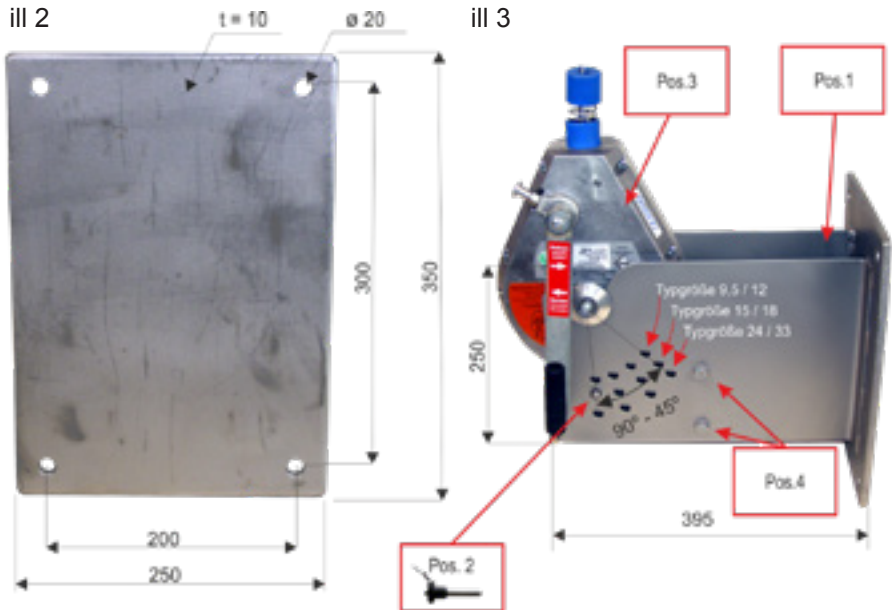 ill 2
t = 10
ø 20
300
350
200
250
ill 3
Pos.3
Pos.1
Typgröße 9,5 / 12
Typgröße 15 / 18
Typgröße 24 / 33
250
90° - 45°
Pos.4
395
Pos. 2